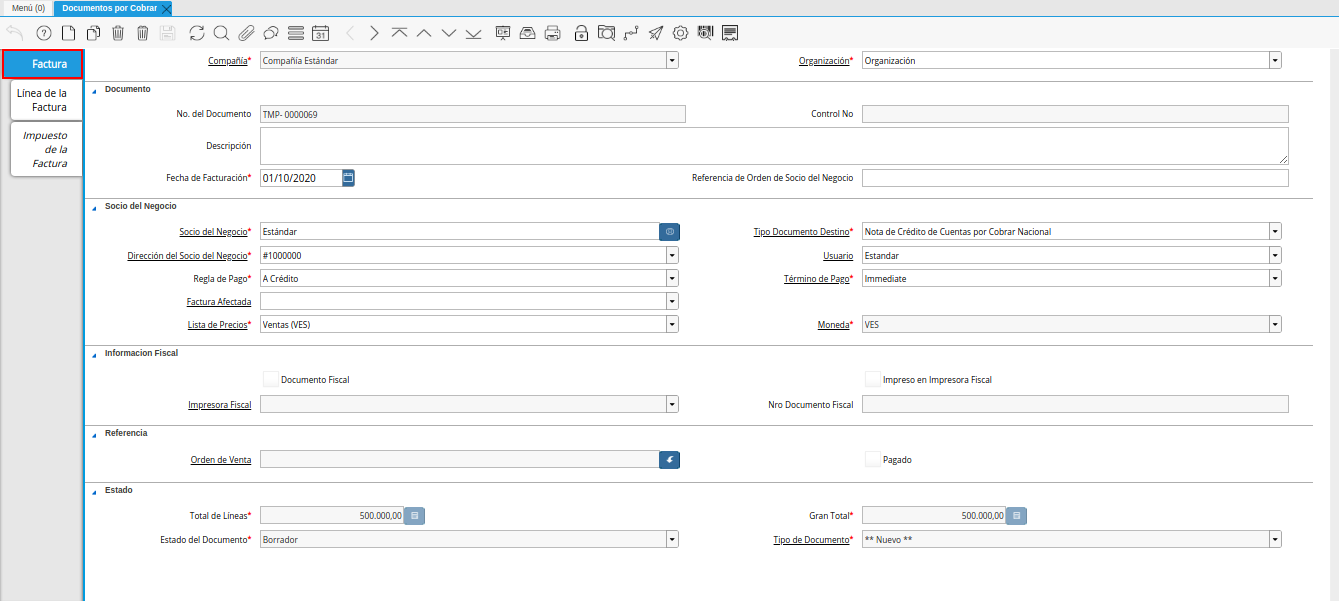 Menú (0)
Documentos por Cobrar
31
Factura
Línea de la
Factura
Impuesto
de la
Factura
Compañía* Compañía Estándar Organización* Organización
Documento
No. del Documento TMP- 0000069 Control No
Descripción
Fecha de Facturación* 01/10/2020 Referencia de Orden de Socio del Negocio
Socio del Negocio
Socio del Negocio* Estándar Tipo Documento Destino* Nota de Crédito de Cuentas por Cobrar Nacional
Dirección del Socio del Negocio* #1000000 Usuario Estandar
Regla de Pago* A Crédito Término de Pago* Immediate
Factura Afectada
Lista de Precios* Ventas (VES) Moneda* VES
Informacion Fiscal
Documento Fiscal Impreso en Impresora Fiscal
Impresora Fiscal Nro Documento Fiscal
Referencia
Orden de Venta Pagado
Estado
Total de Líneas* 500.000,00 Gran Total* 500.000,00
Estado del Documento* Borrador Tipo de Documento* ** Nuevo **